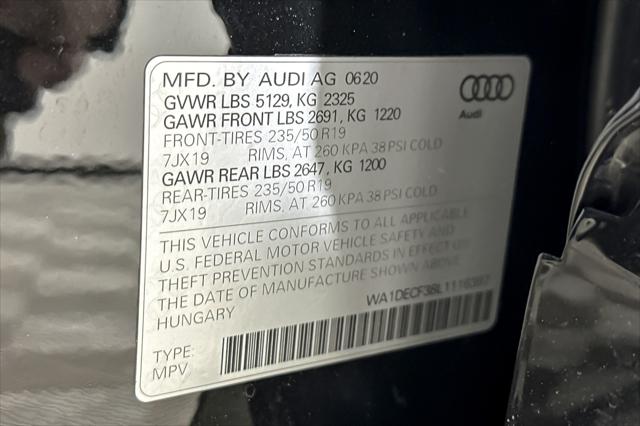 MFD. BY AUDI AG 0620
GVWR LBS 5129, KG 2325
GAWR FRONT LBS 2691, KG 1220
FRONT-TIRES 235/50 R19
7JX19 RIMS, AT 260 KPA 38 PSI COLD
GAWR REAR LBS 2647, KG 1200
REAR-TIRES 235/50 R19
7JX19 RIMS, AT 260 KPA 38 PSI COLD
Audi
THIS VEHICLE CONFORMS TO ALL APPLICABLE
U.S. FEDERAL MOTOR VEHICLE SAFETY AND
THEFT PREVENTION STANDARDS IN EFFECT ON
THE DATE OF MANUFACTURE SHOWN ABOVE
HUNGARY
TYPE:
MPV